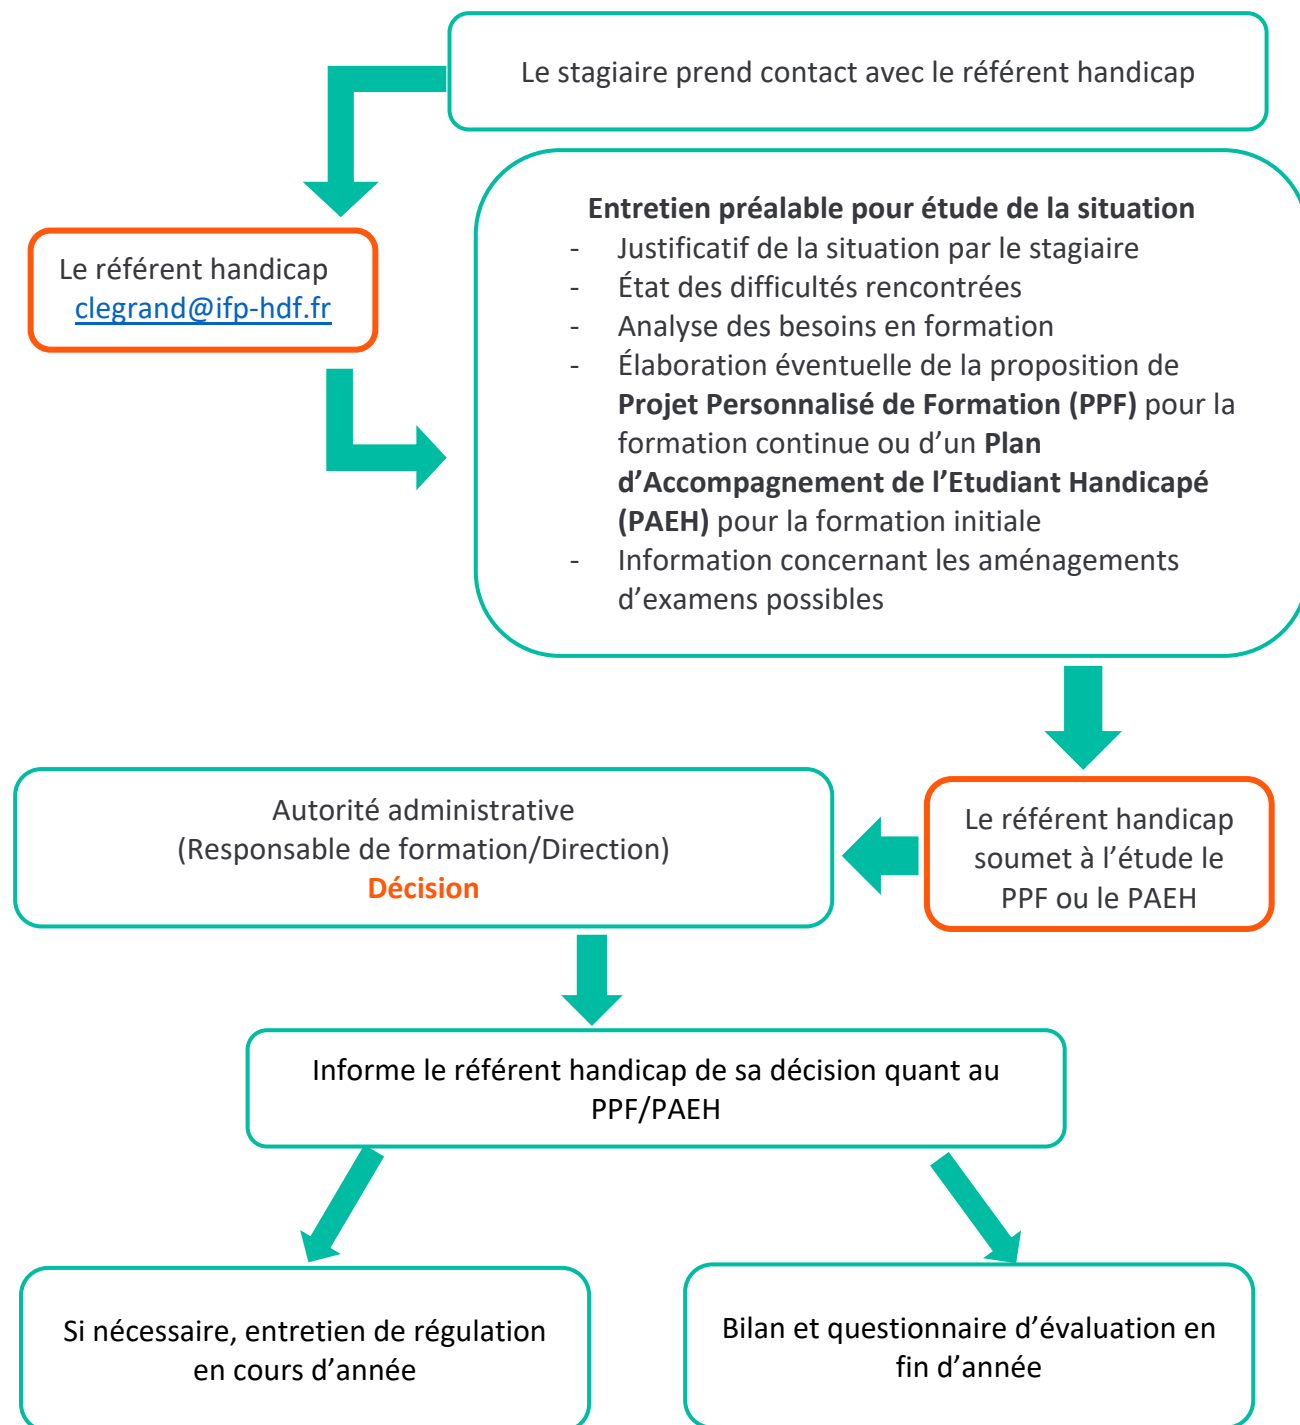 Le stagiaire prend contact avec le référent handicap
Le référent handicap
clegrand@ifp-hdf.fr
Entretien préalable pour étude de la situation
- Justificatif de la situation par le stagiaire
- État des difficultés rencontrées
- Analyse des besoins en formation
- Élaboration éventuelle de la proposition de
Projet Personnalisé de Formation (PPF) pour la
formation continue ou d’un Plan
d’Accompagnement de l’Etudiant Handicapé
(PAEH) pour la formation initiale
- Information concernant les aménagements
d’examens possibles
Le référent handicap
soumet à l’étude le
PPF ou le PAEH
Autorité administrative
(Responsable de formation/Direction)
Décision
Informe le référent handicap de sa décision quant au
PPF/PAEH
Si nécessaire, entretien de régulation
en cours d’année
Bilan et questionnaire d’évaluation en
fin d’année